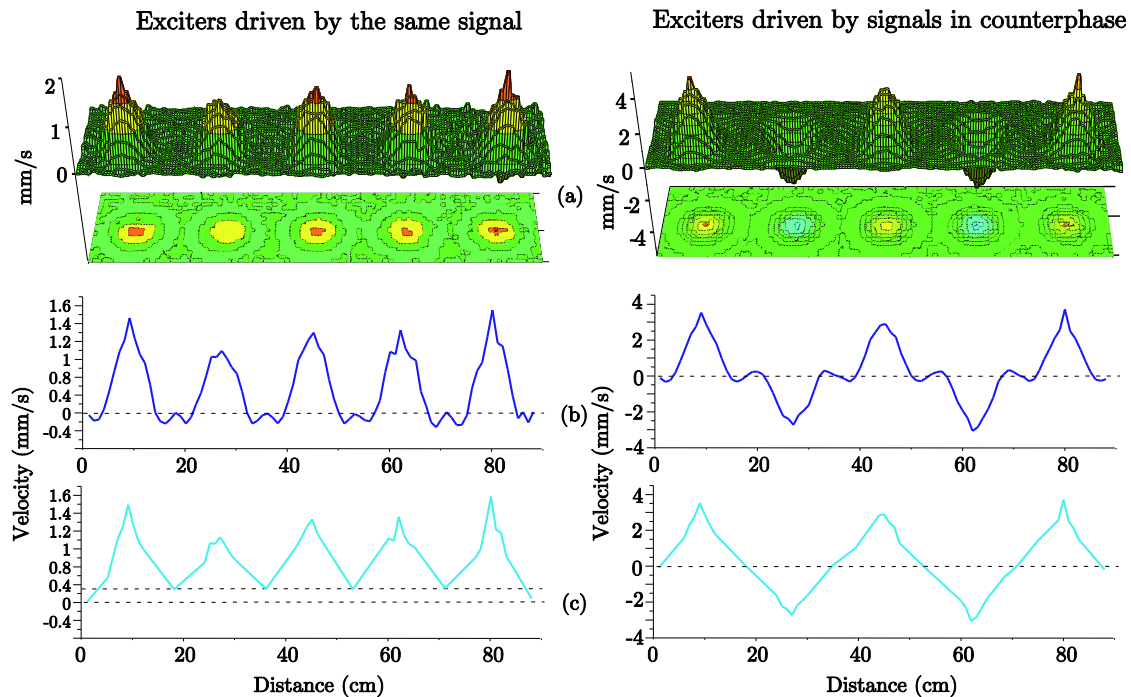 Exciters driven by the same signal
Exciters driven by signals in counterphase
2
1
0
mm/s
4
2
0
-2
-4
mm/s
(a)
1.6
1.4
1.2
1
0.8
0.4
0
-0.4
0 20 40 60 80
4
2
0
-2
-4
0 20 40 60 80
(b)
Velocity (mm/s)
Velocity (mm/s)
1.6
1.4
1.2
1
0.8
0.4
0
-0.4
0 20 40 60 80
Distance (cm)
4
2
0
-2
-4
0 20 40 60 80
Distance (cm)
(c)